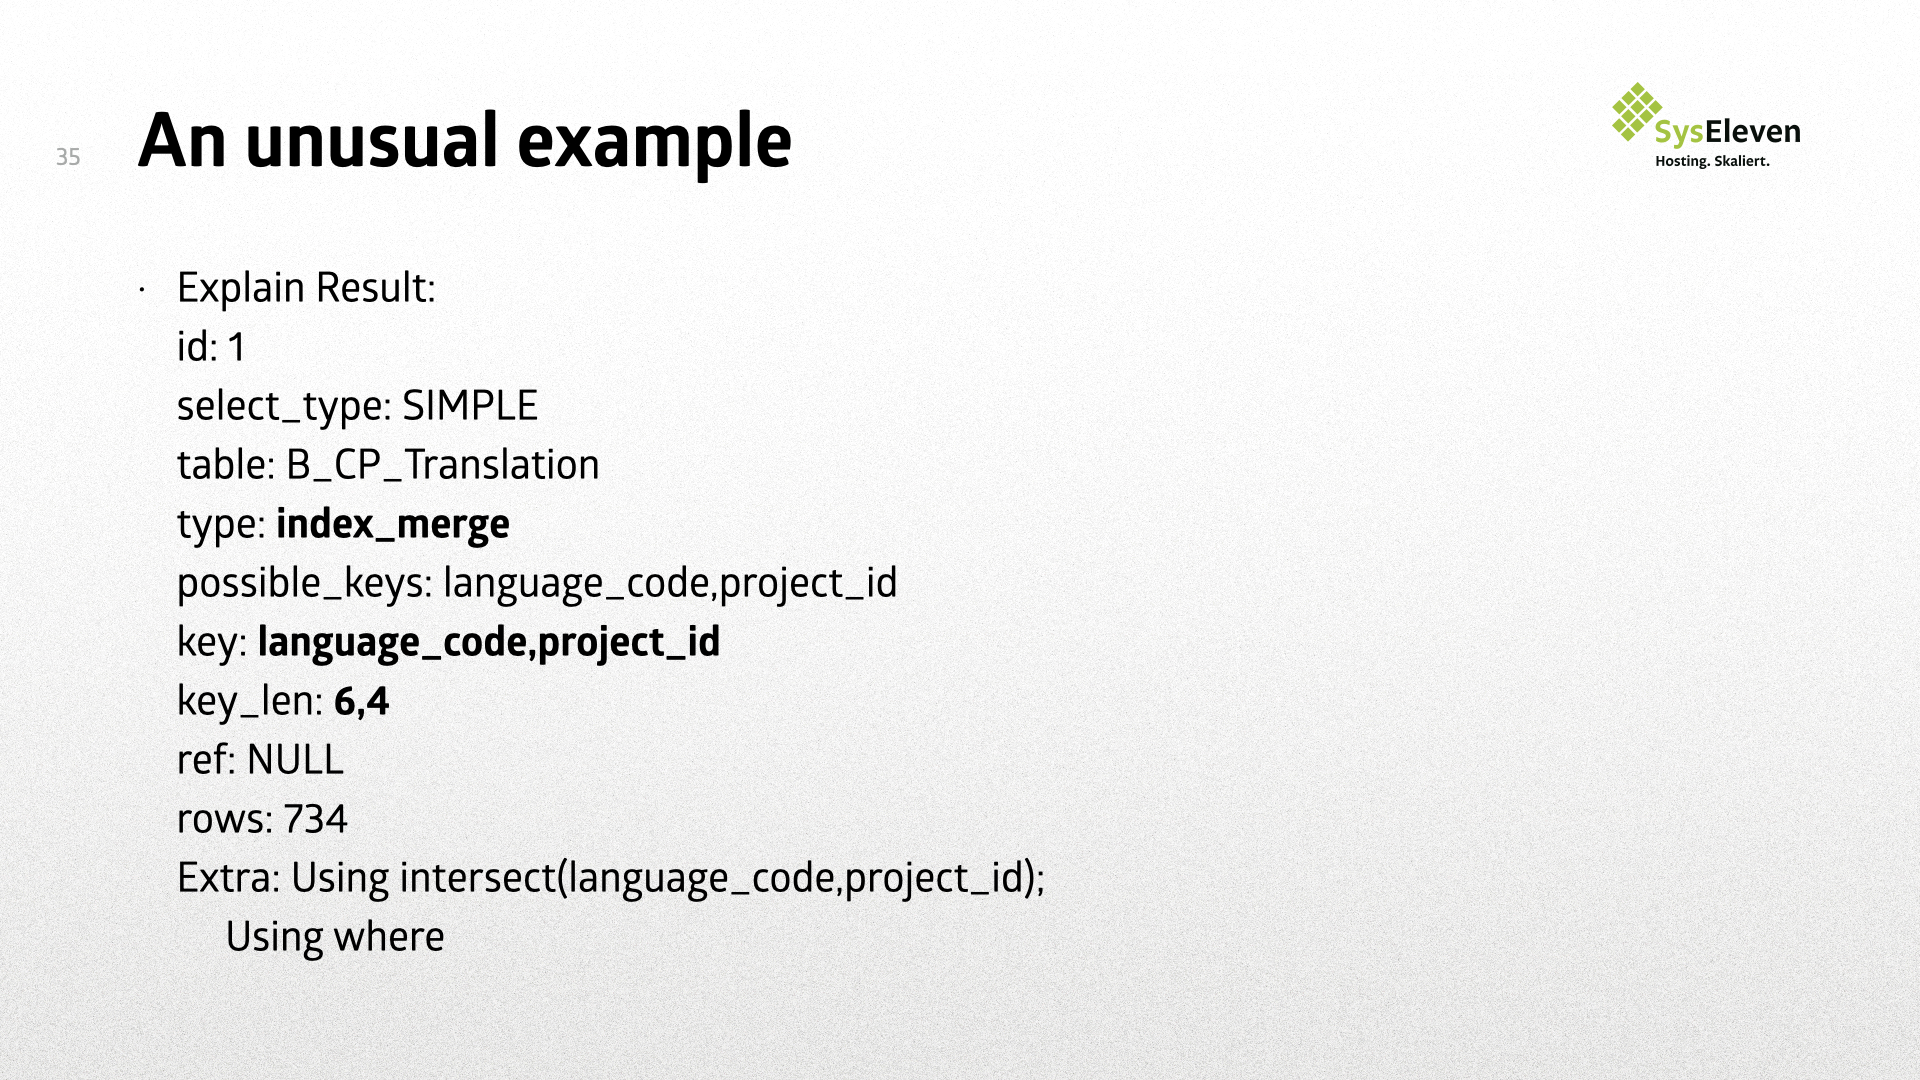 35
An unusual example
SysEleven
Hosting. Skaliert.
· Explain Result:
id: 1
select_type: SIMPLE
table: B_CP_Translation
type: index_merge
possible_keys: language_code,project_id
key: language_code,project_id
key_len: 6,4
ref: NULL
rows: 734
Extra: Using intersect(language_code,project_id);
Using where